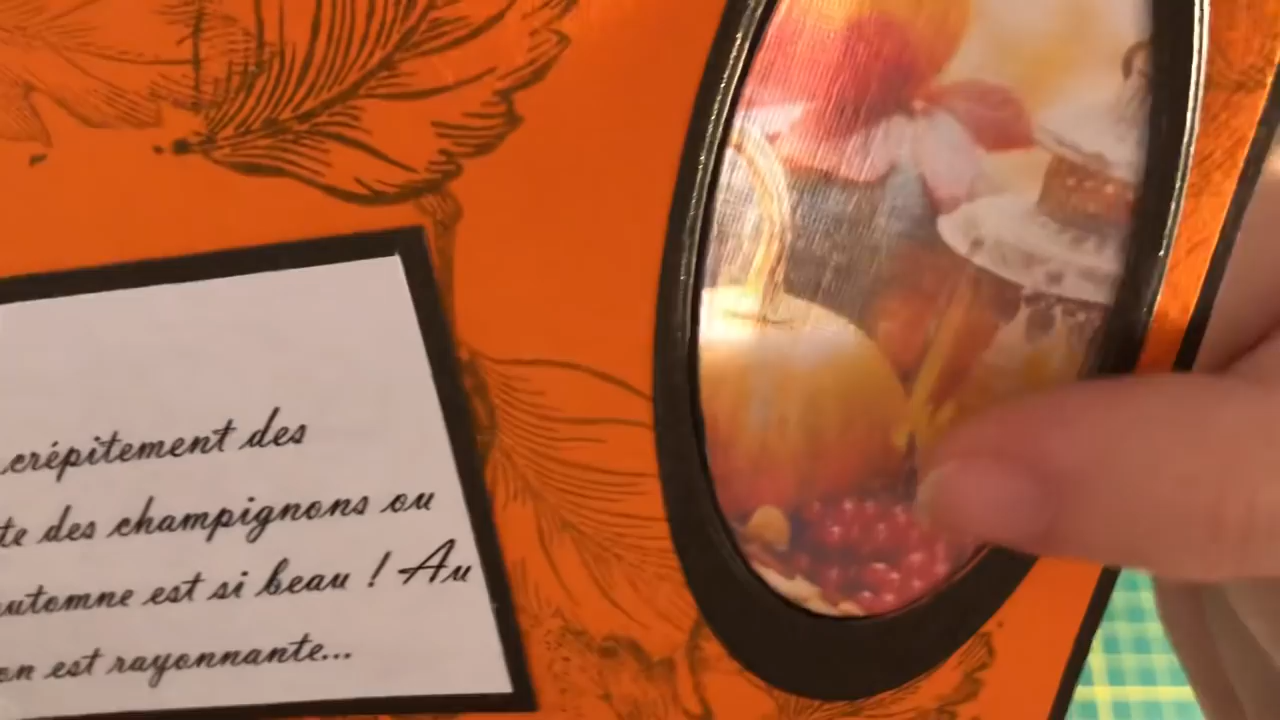 crépitement des
te des champignons ou
automne est si beau ! Au
on est rayonnante...